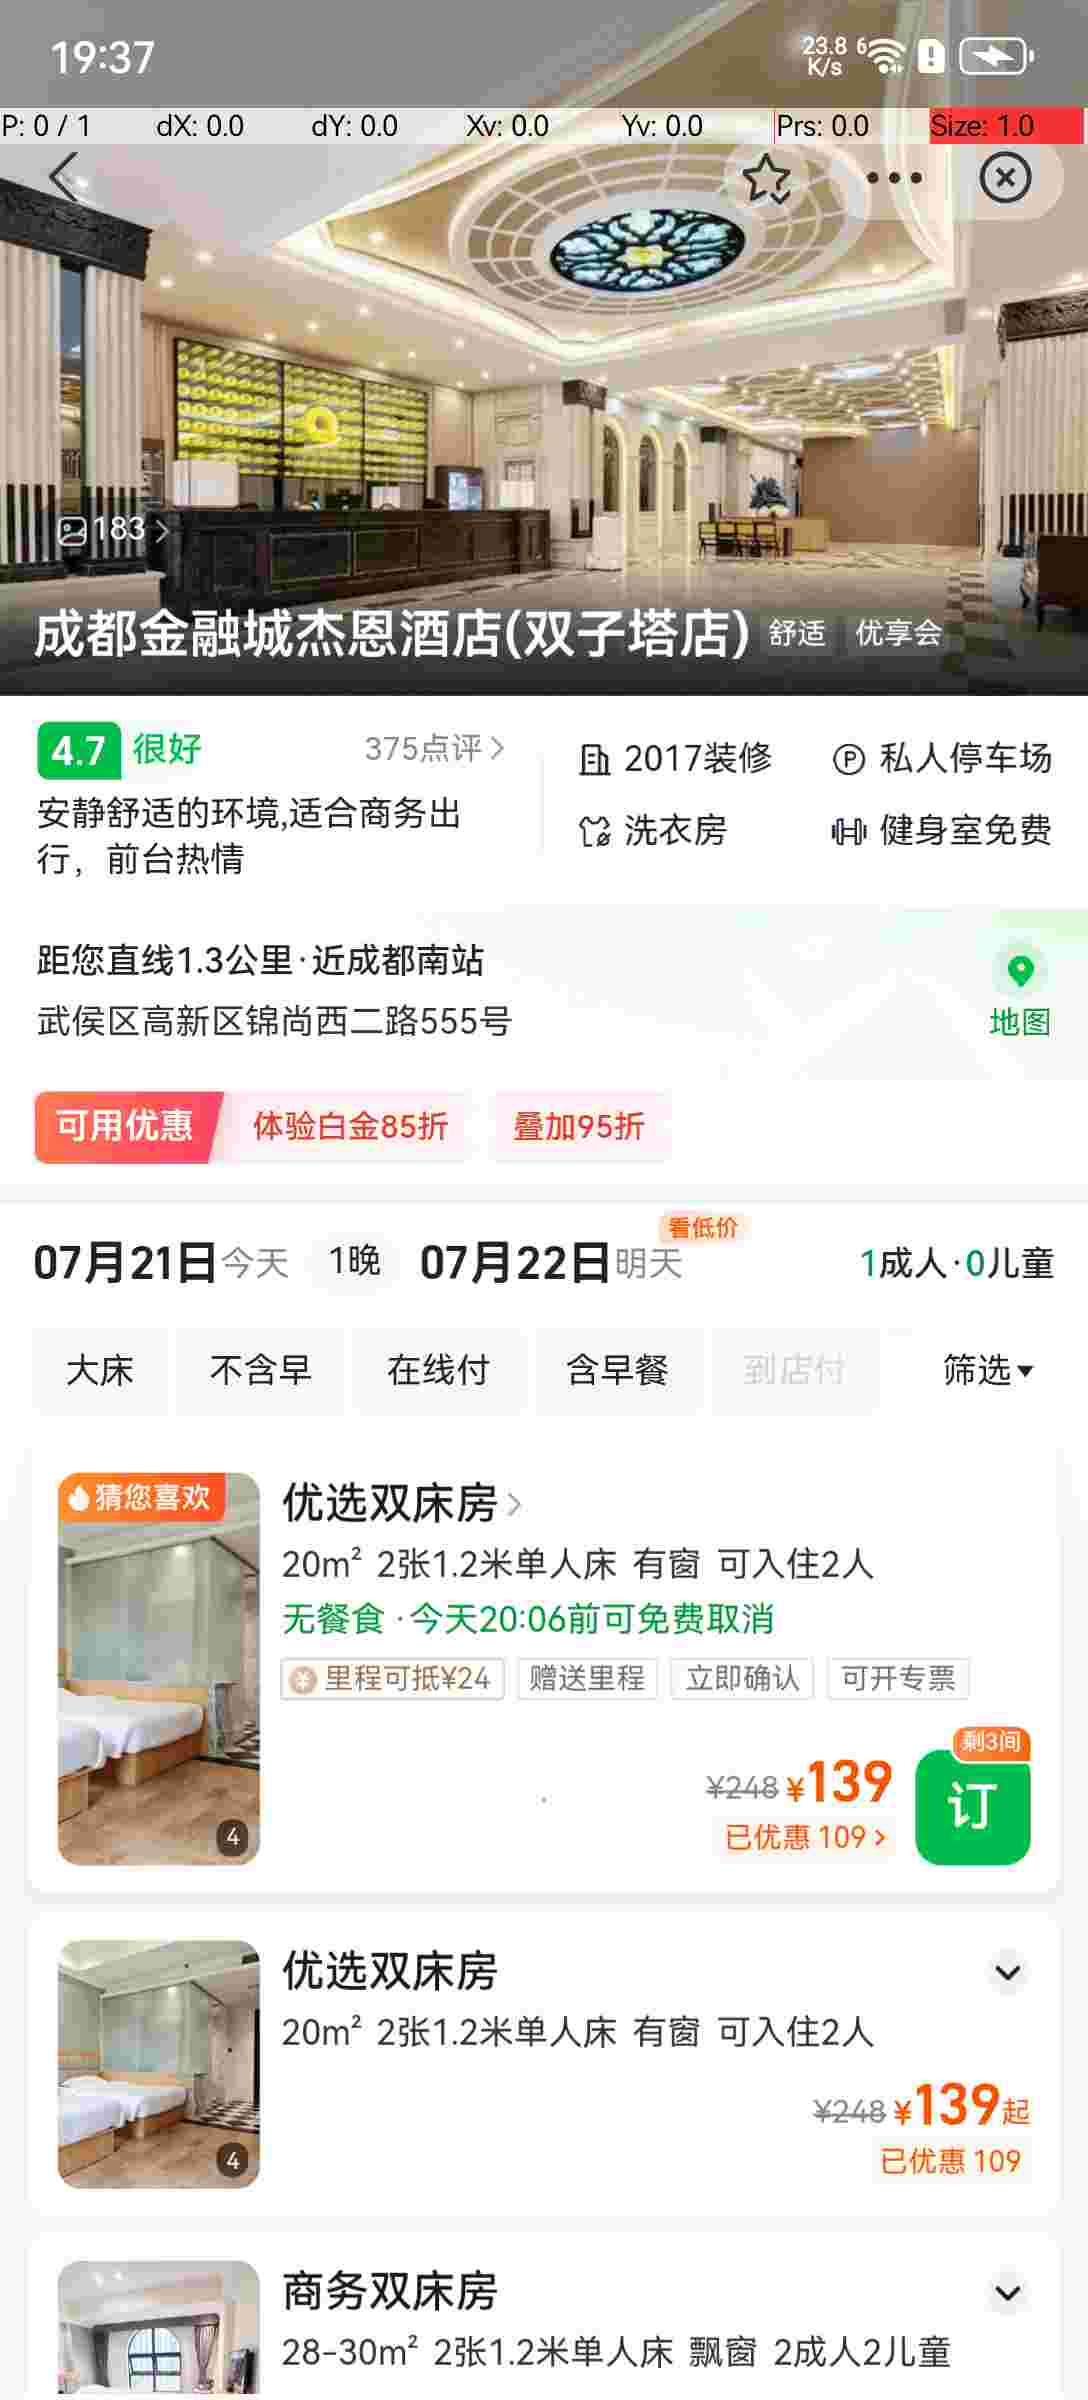 19:37
23.8 K/s 6
P: 0 / 1 dX: 0.0 dY: 0.0 Xv: 0.0 Yv: 0.0 Prs: 0.0 Size: 1.0
183
成都金融城杰恩酒店(双子塔店) 舒适 优享会
4.7 很好 375点评
安静舒适的环境,适合商务出
行，前台热情
2017装修 私人停车场
洗衣房 健身室免费
距您直线1.3公里·近成都南站
武侯区高新区锦尚西二路555号
地图
可用优惠 体验白金85折 叠加95折
看低价
07月21日今天 1晚 07月22日明天 1成人·0儿童
大床 不含早 在线付 含早餐 到店付 筛选
猜您喜欢
优选双床房
20m² 2张1.2米单人床 有窗 可入住2人
无餐食·今天20:06前可免费取消
里程可抵¥24 赠送里程 立即确认 可开专票
剩3间
¥248 ¥139 订
已优惠 109
4
优选双床房
20m² 2张1.2米单人床 有窗 可入住2人
¥248 ¥139起
已优惠 109
4
商务双床房
28-30m² 2张1.2米单人床 飘窗 2成人2儿童